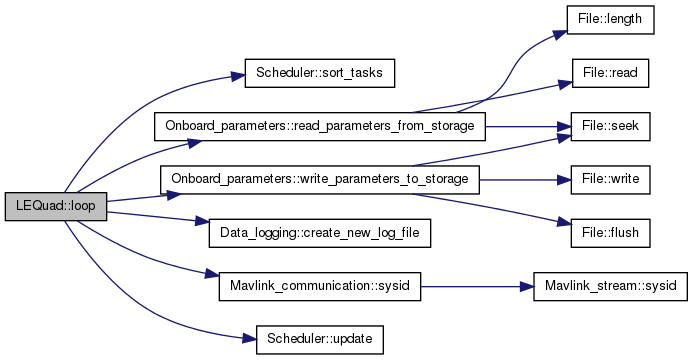 LEQuad::loop
Scheduler::sort_tasks
Onboard_parameters::read_parameters_from_storage
File::length
File::read
File::seek
Onboard_parameters::write_parameters_to_storage
File::write
File::flush
Data_logging::create_new_log_file
Mavlink_communication::sysid
Mavlink_stream::sysid
Scheduler::update